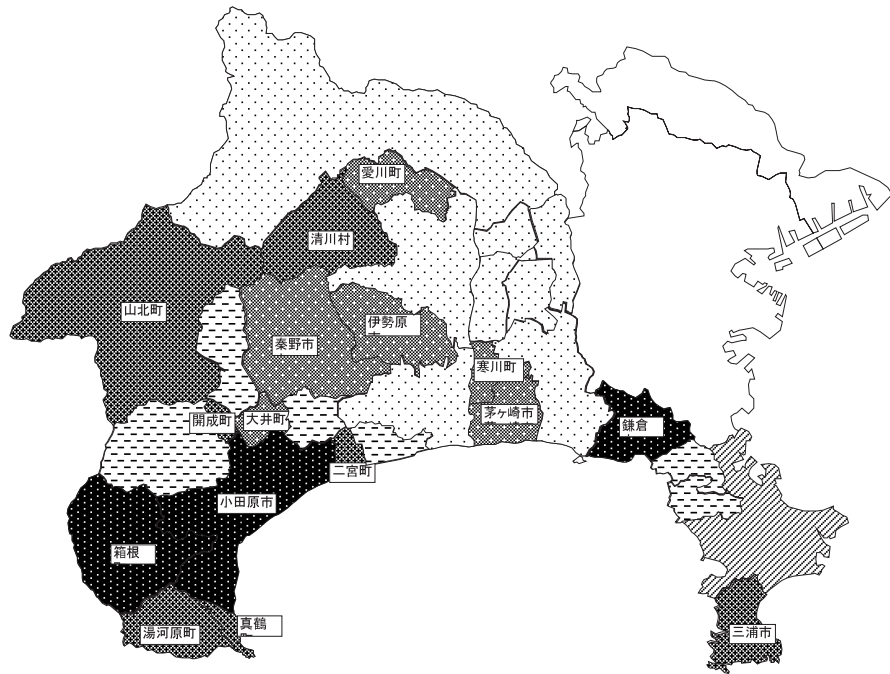 愛川町
清川村
山北町
伊勢原
秦野市
寒川町
開成町
大井町
茅ヶ崎市
鎌倉
二宮町
小田原市
箱根
真鶴
湯河原町
三浦市